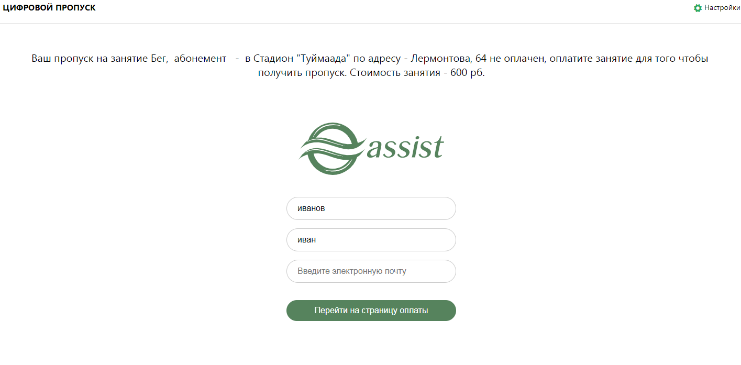 ЦИФРОВОЙ ПРОПУСК
Настройки
Ваш пропуск на занятие Бег, абонемент - в Стадион "Туймаада" по адресу - Лермонтова, 64 не оплачен, оплатите занятие для того чтобы
получить пропуск. Стоимость занятия - 600 рб.
assist
иванов
иван
Введите электронную почту
Перейти на страницу оплаты